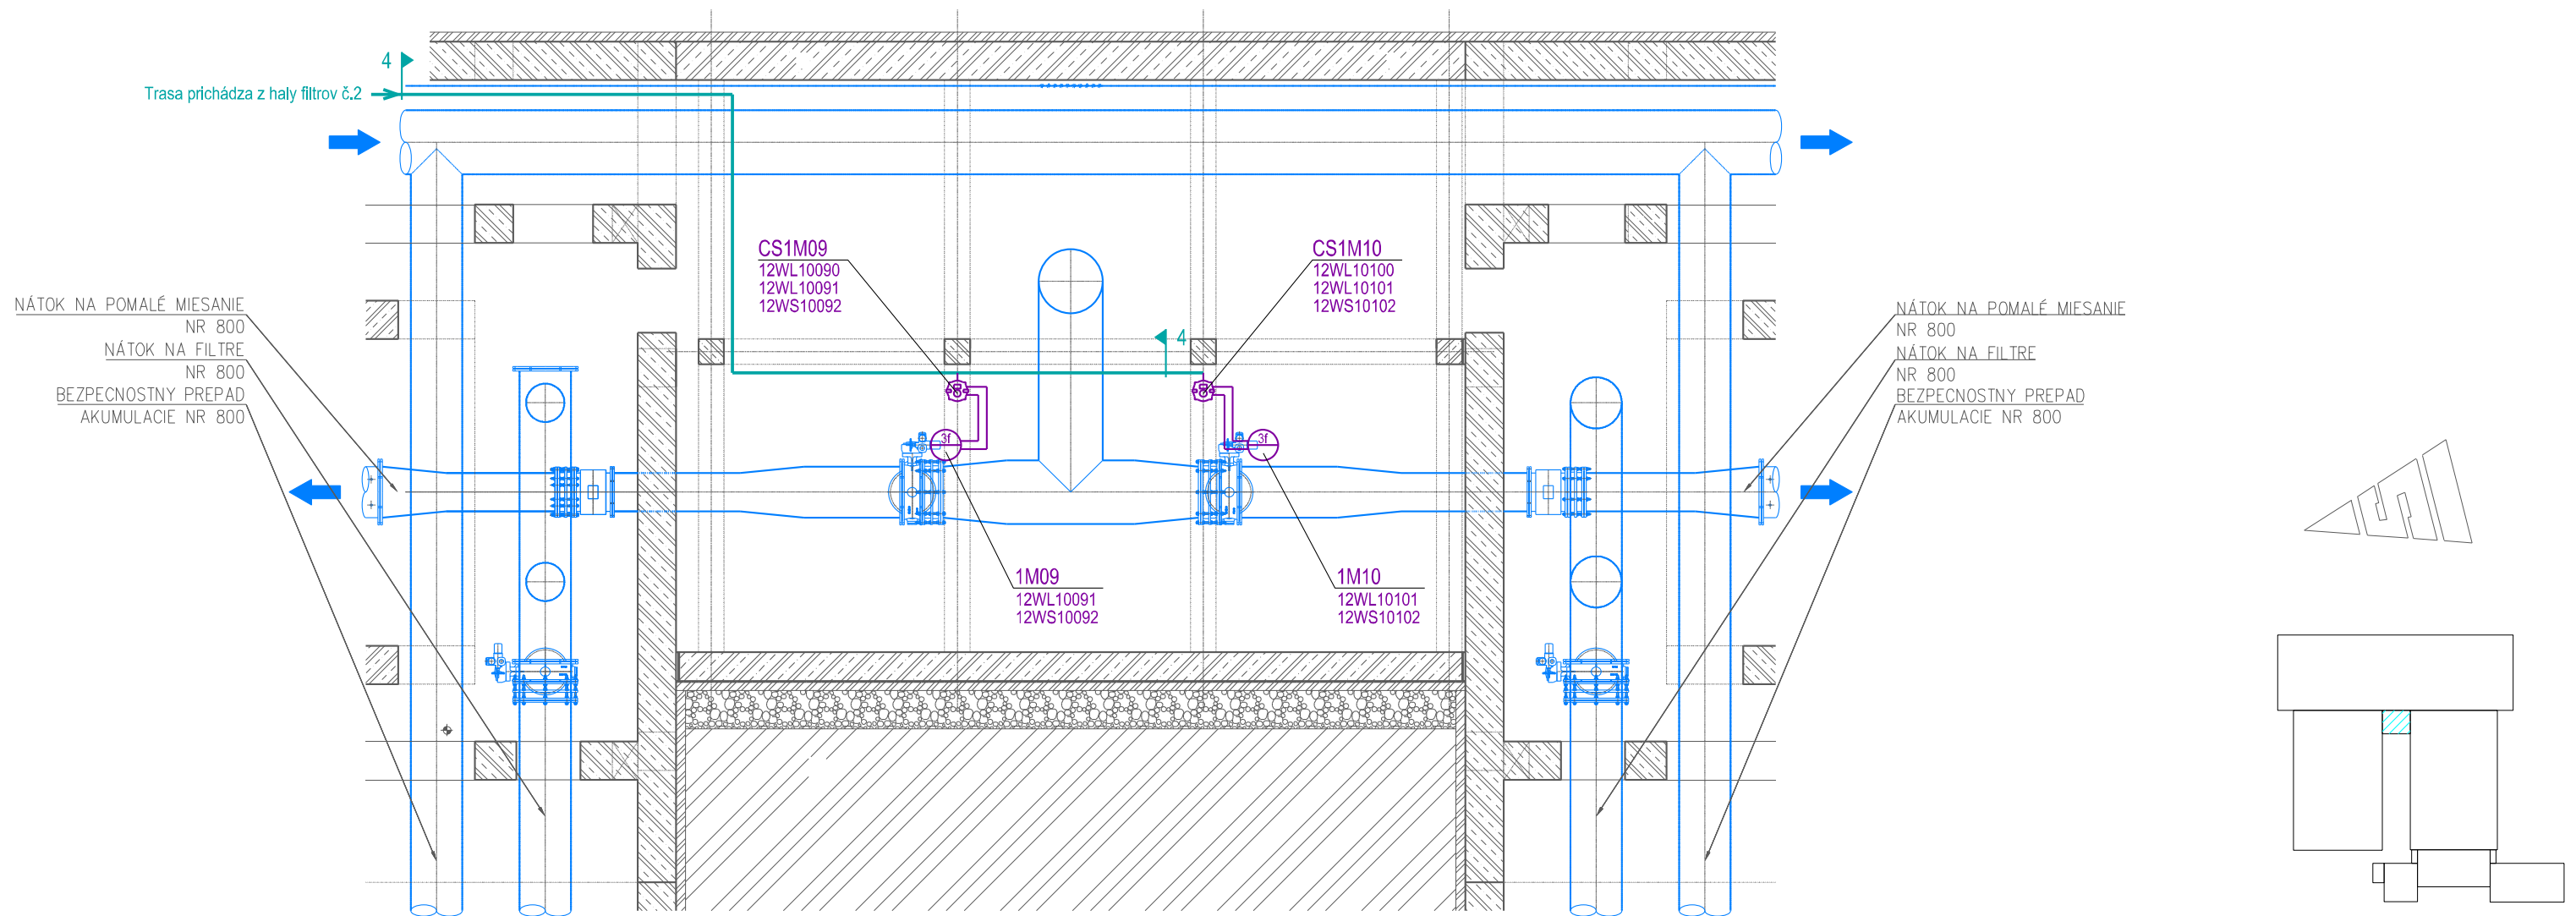 4
Trasa prichádza z haly filtrov č.2
CS1M09
12WL10090
12WL10091
12WS10092
CS1M10
12WL10100
12WL10101
12WS10102
NÁTOK NA POMALÉ MIESANIE
NR 800
NÁTOK NA FILTRE
NR 800
BEZPECNOSTNY PREPAD
AKUMULACIE NR 800
NÁTOK NA POMALÉ MIESANIE
NR 800
NÁTOK NA FILTRE
NR 800
BEZPECNOSTNY PREPAD
AKUMULACIE NR 800
4
3f
3f
1M09
12WL10091
12WS10092
1M10
12WL10101
12WS10102